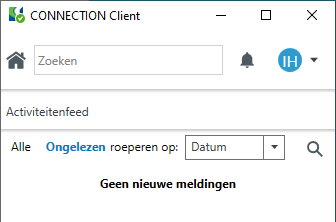 CONNECTION Client
Zoeken
IH
Activiteitenfeed
Alle Ongelezen roeperen op: Datum
Geen nieuwe meldingen